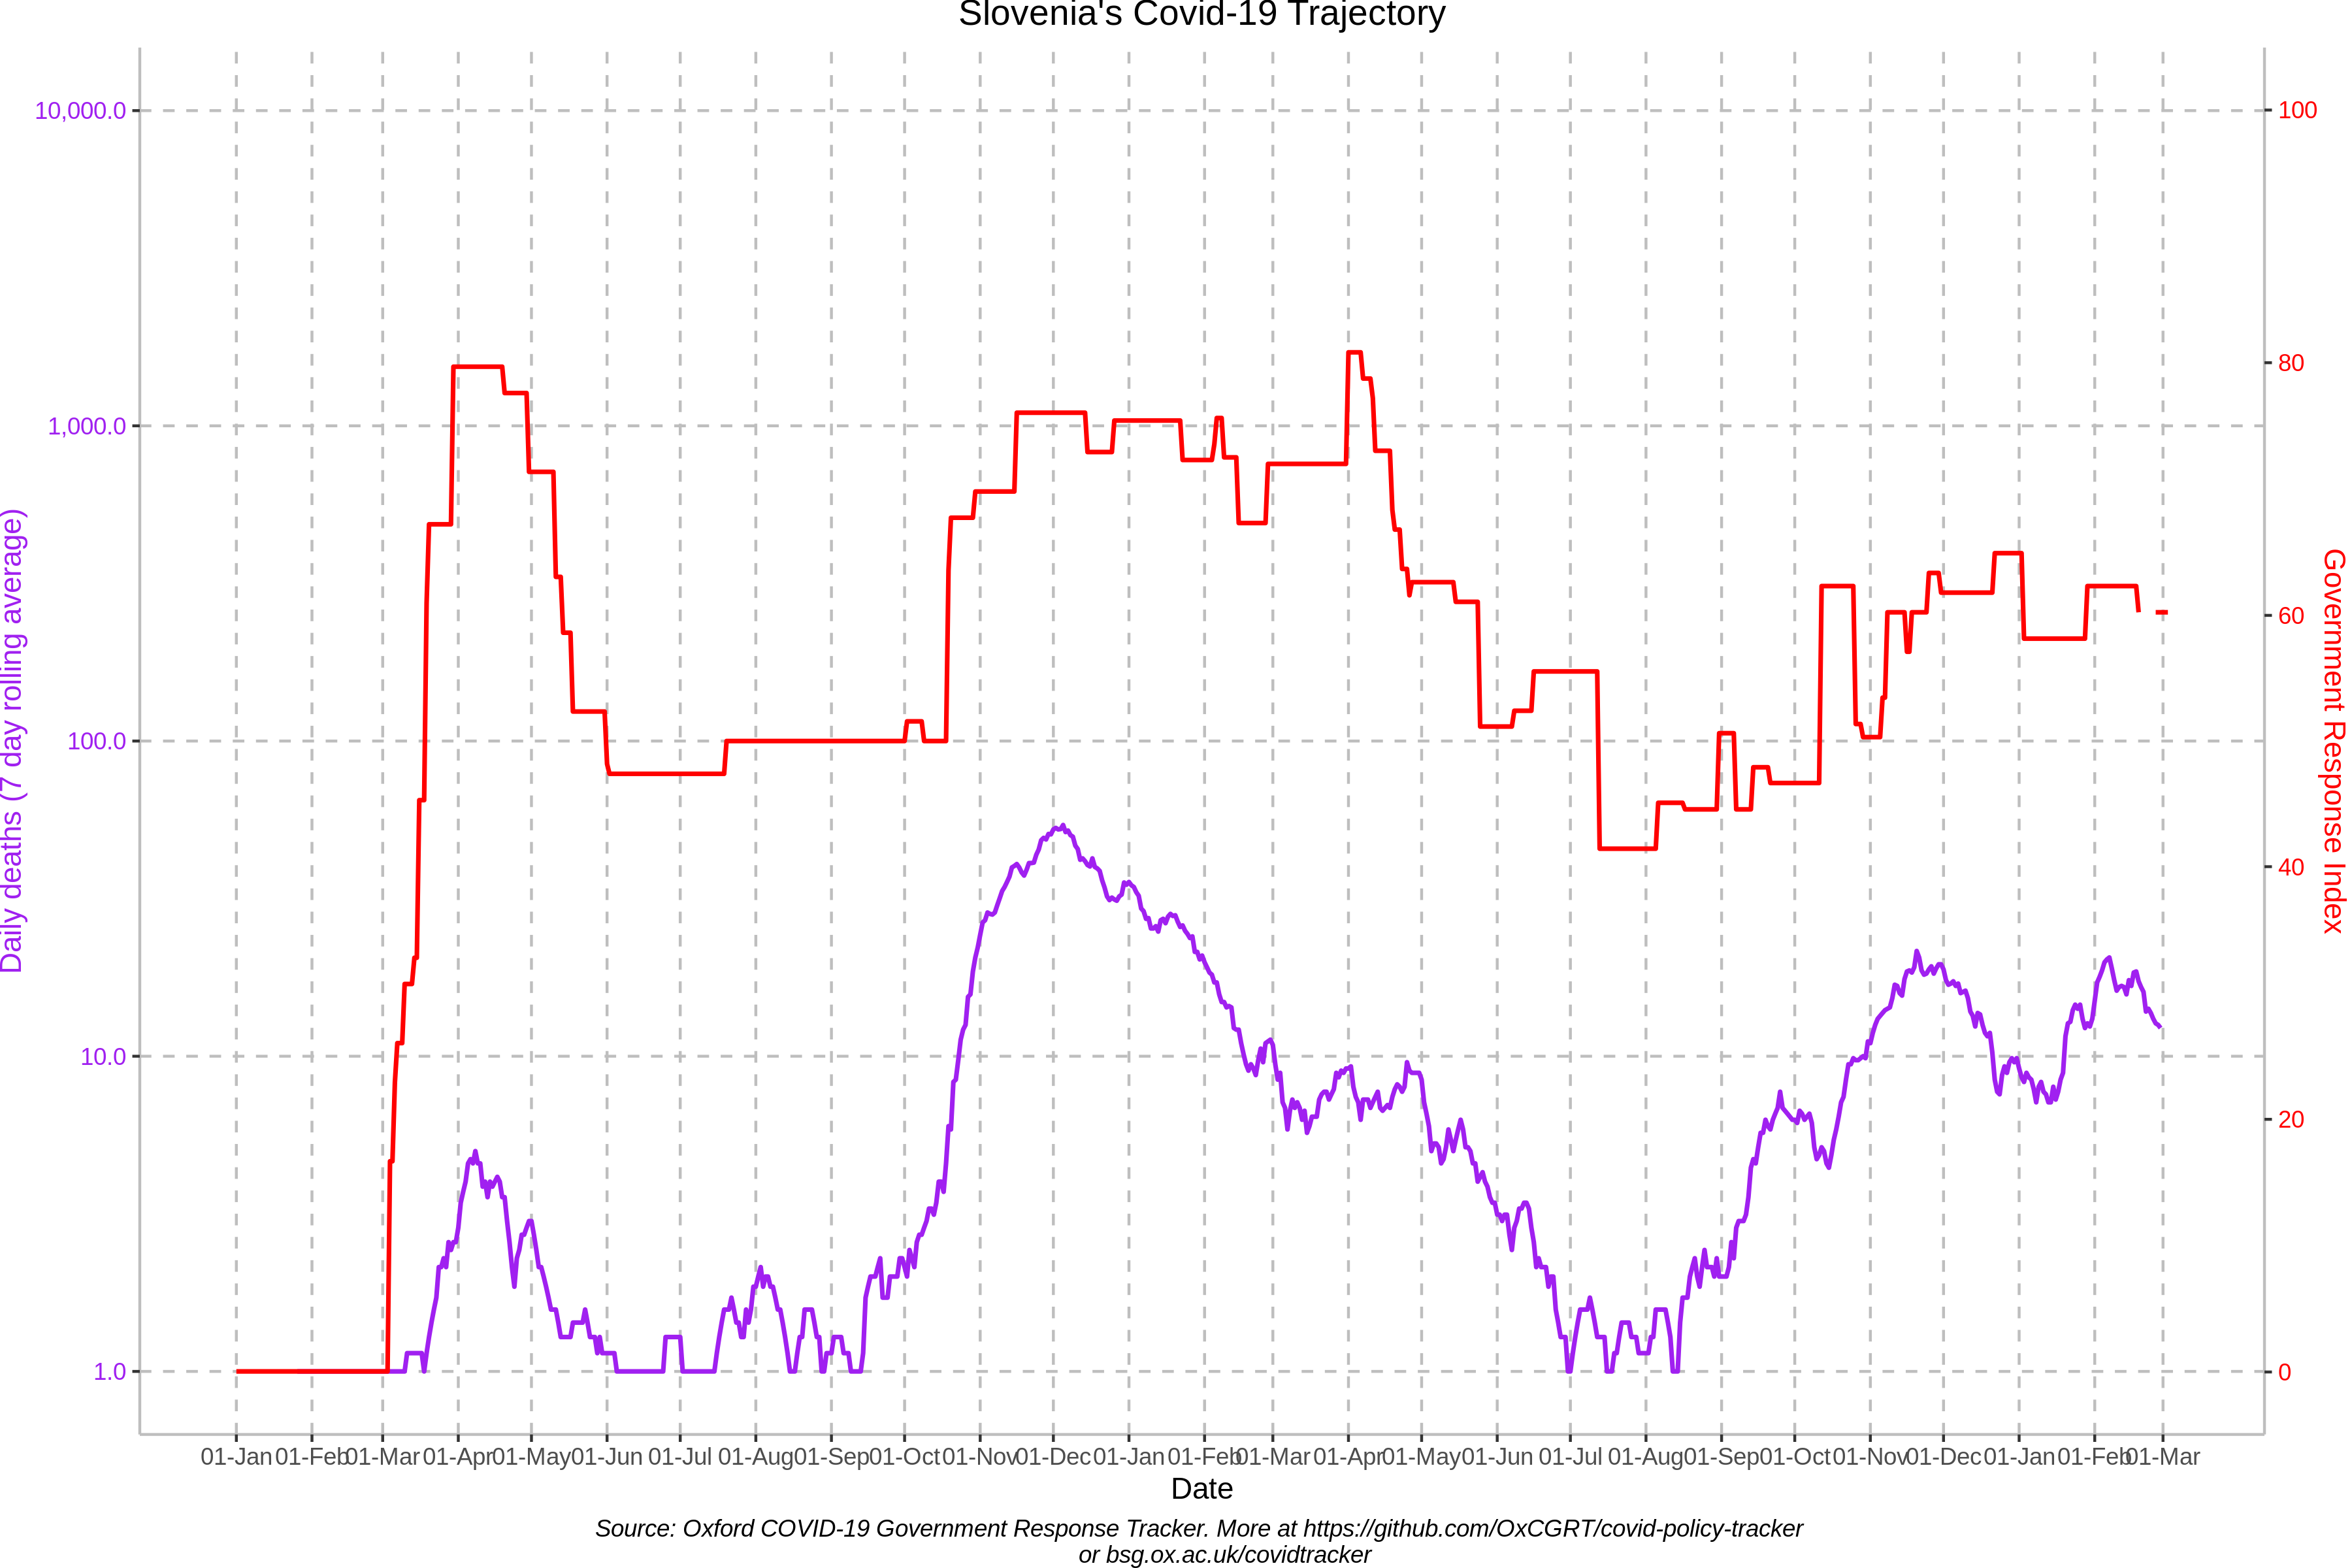 Slovenia's Covid-19 Trajectory
10,000.0
1,000.0
100.0
10.0
1.0
Daily deaths (7 day rolling average)
100
80
60
40
20
0
Government Response Index
01-Jan 01-Feb 01-Mar 01-Apr 01-May 01-Jun 01-Jul 01-Aug 01-Sep 01-Oct 01-Nov 01-Dec 01-Jan 01-Feb 01-Mar 01-Apr 01-May 01-Jun 01-Jul 01-Aug 01-Sep 01-Oct 01-Nov 01-Dec 01-Jan 01-Feb 01-Mar
Date
Source: Oxford COVID-19 Government Response Tracker. More at https://github.com/OxCGRT/covid-policy-tracker
or bsg.ox.ac.uk/covidtracker